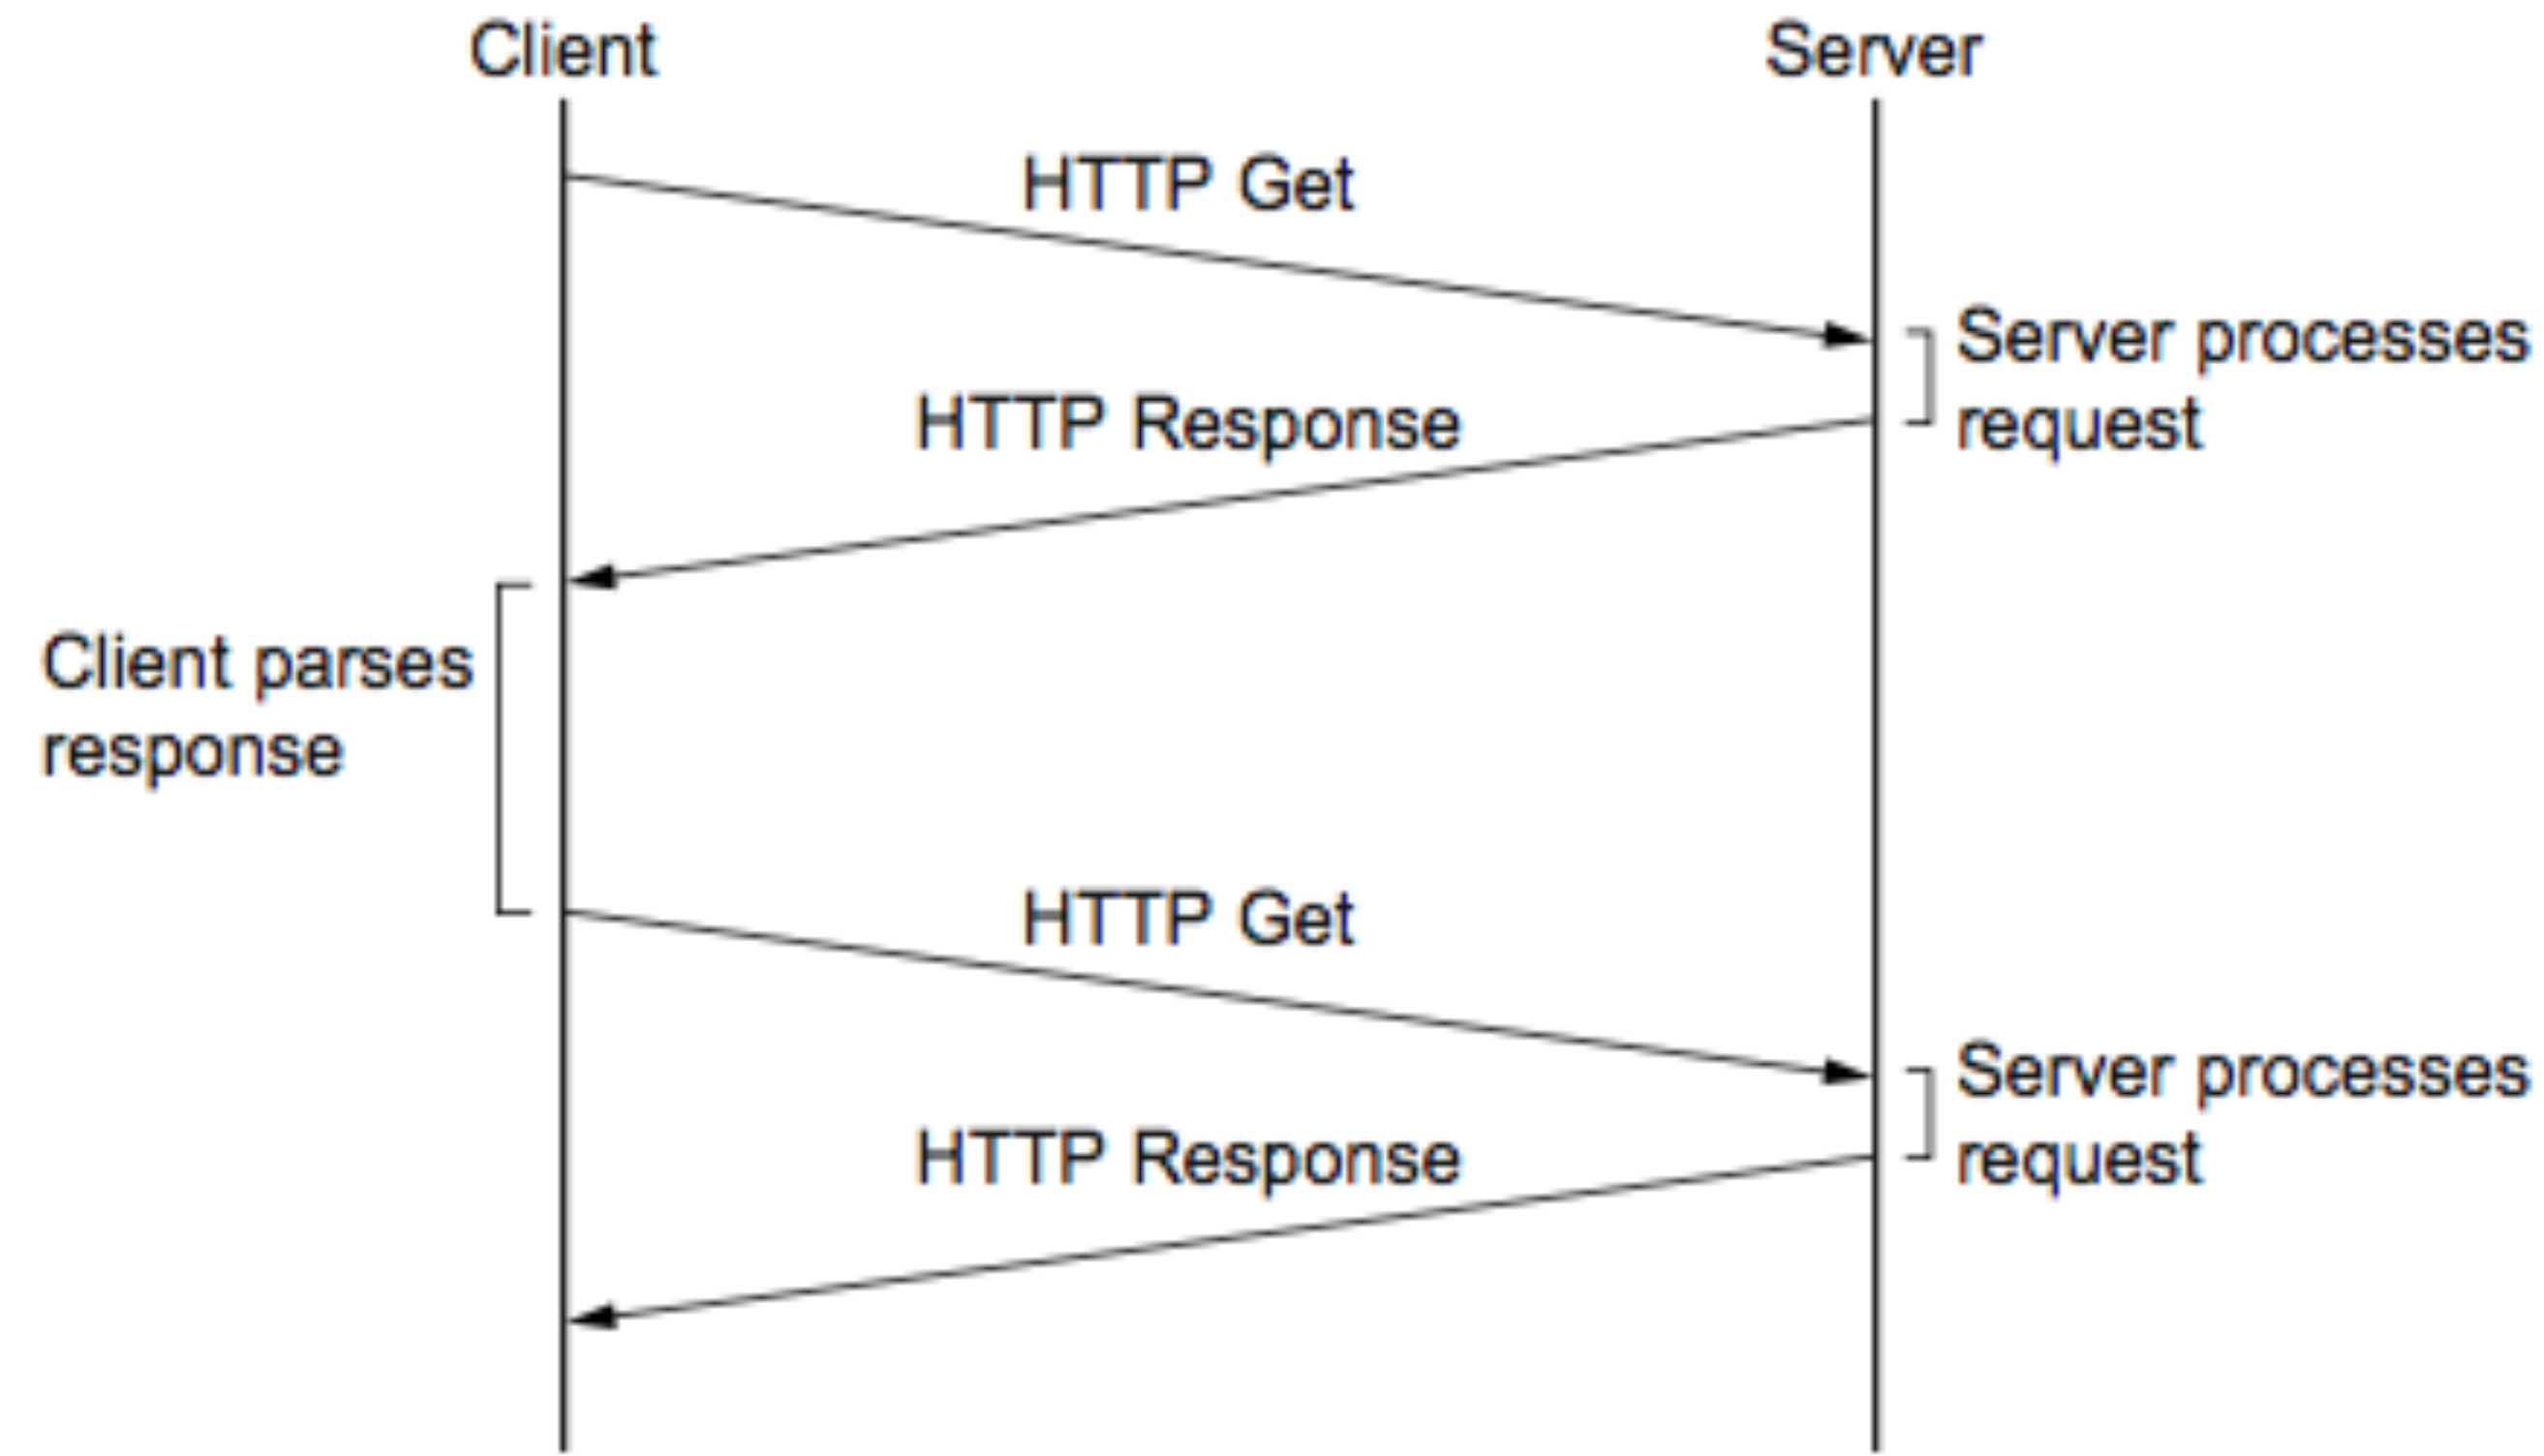 Client
Server
HTTP Get
Server processes
request
HTTP Response
Client parses
response
HTTP Get
Server processes
request
HTTP Response